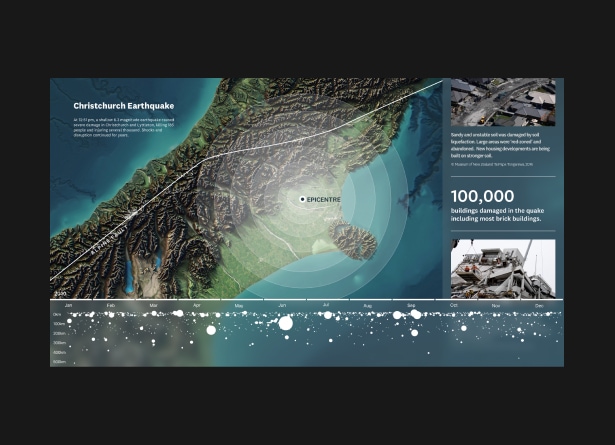 Christchurch Earthquake
At 12:51 pm, a shallow 6.3 magnitude earthquake caused
severe damage in Christchurch and Lyttelton, killing 185
people and injuring several thousand. Shocks and
disruption continued for years.
EPICENTRE
ALPINE FAULT
Sandy and unstable soil was damaged by soil
liquefaction. Large areas were 'red zoned' and
abandoned. New housing developments are being
built on stronger soil.
© Museum of New Zealand Te Papa Tongarewa, 2016
100,000
buildings damaged in the quake
including most brick buildings.
Jan Feb Mar Apr May Jun Jul Aug Sep Oct Nov Dec
0km
100km
200km
300km
400km
500km